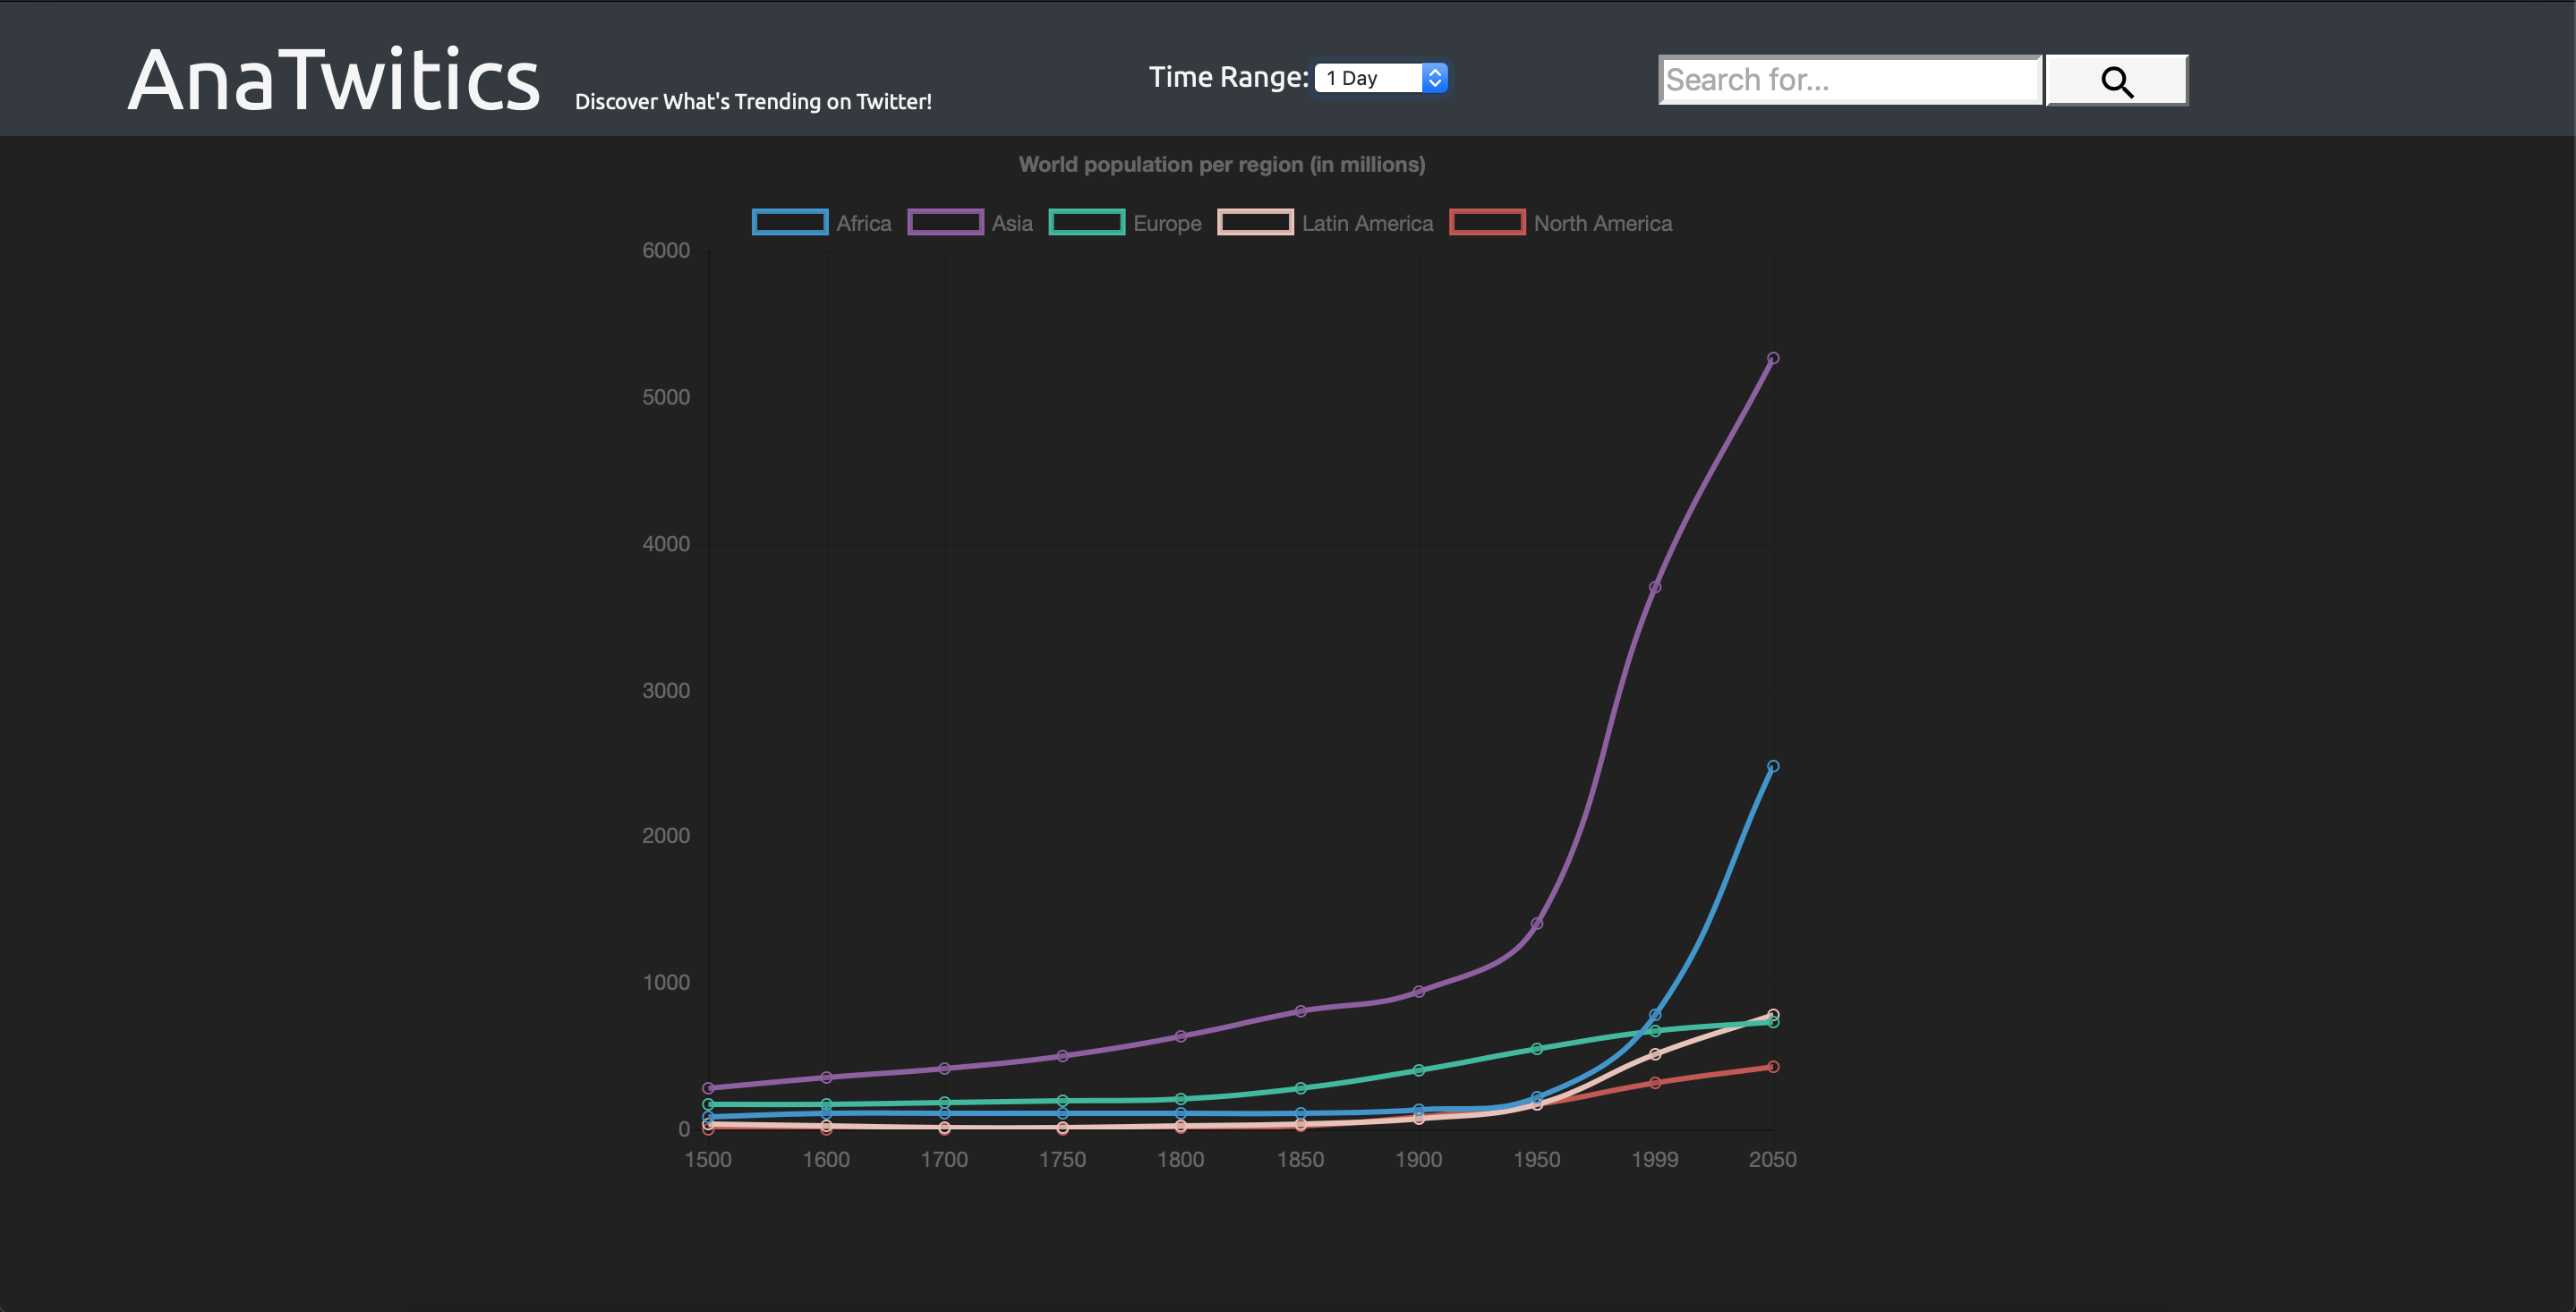 AnaTwitics Discover What's Trending on Twitter! Time Range: 1 Day Search for...
World population per region (in millions)
Africa Asia Europe Latin America North America
6000
5000
4000
3000
2000
1000
0
1500 1600 1700 1750 1800 1850 1900 1950 1999 2050